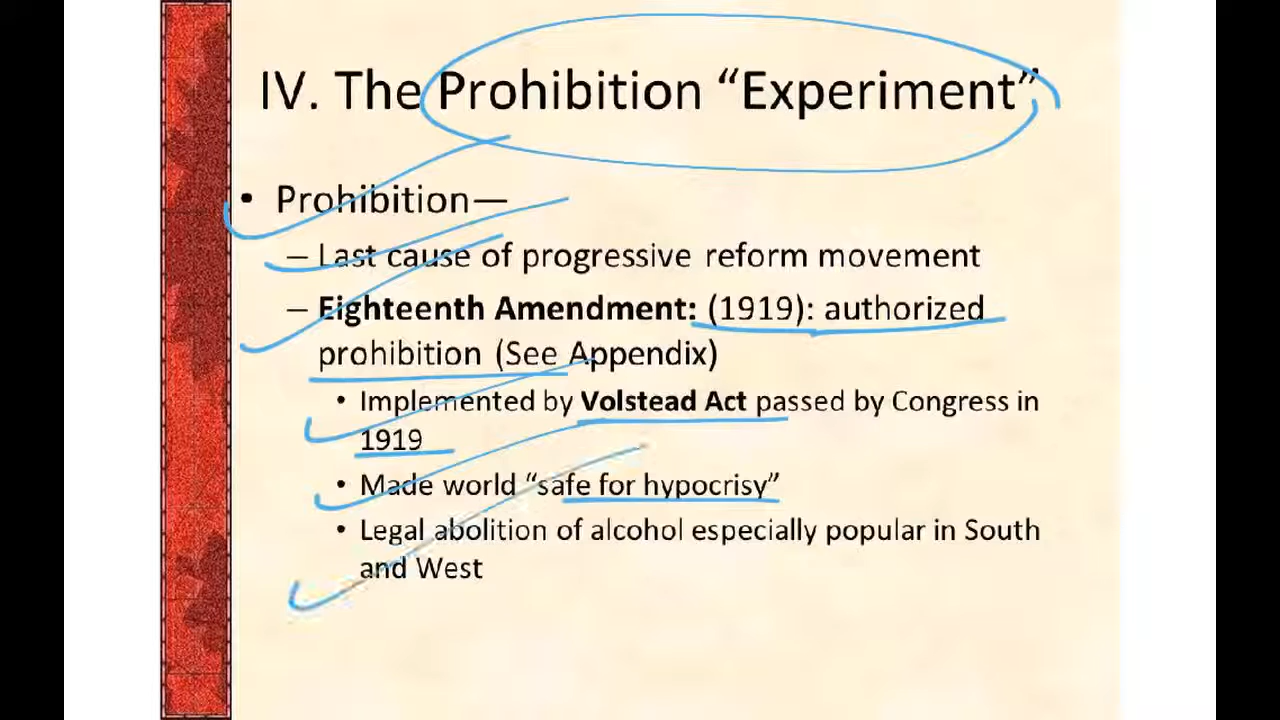 IV. The Prohibition “Experiment”
• Prohibition—
– Last cause of progressive reform movement
– Eighteenth Amendment: (1919): authorized
prohibition (See Appendix)
• Implemented by Volstead Act passed by Congress in
1919
• Made world “safe for hypocrisy”
• Legal abolition of alcohol especially popular in South
and West